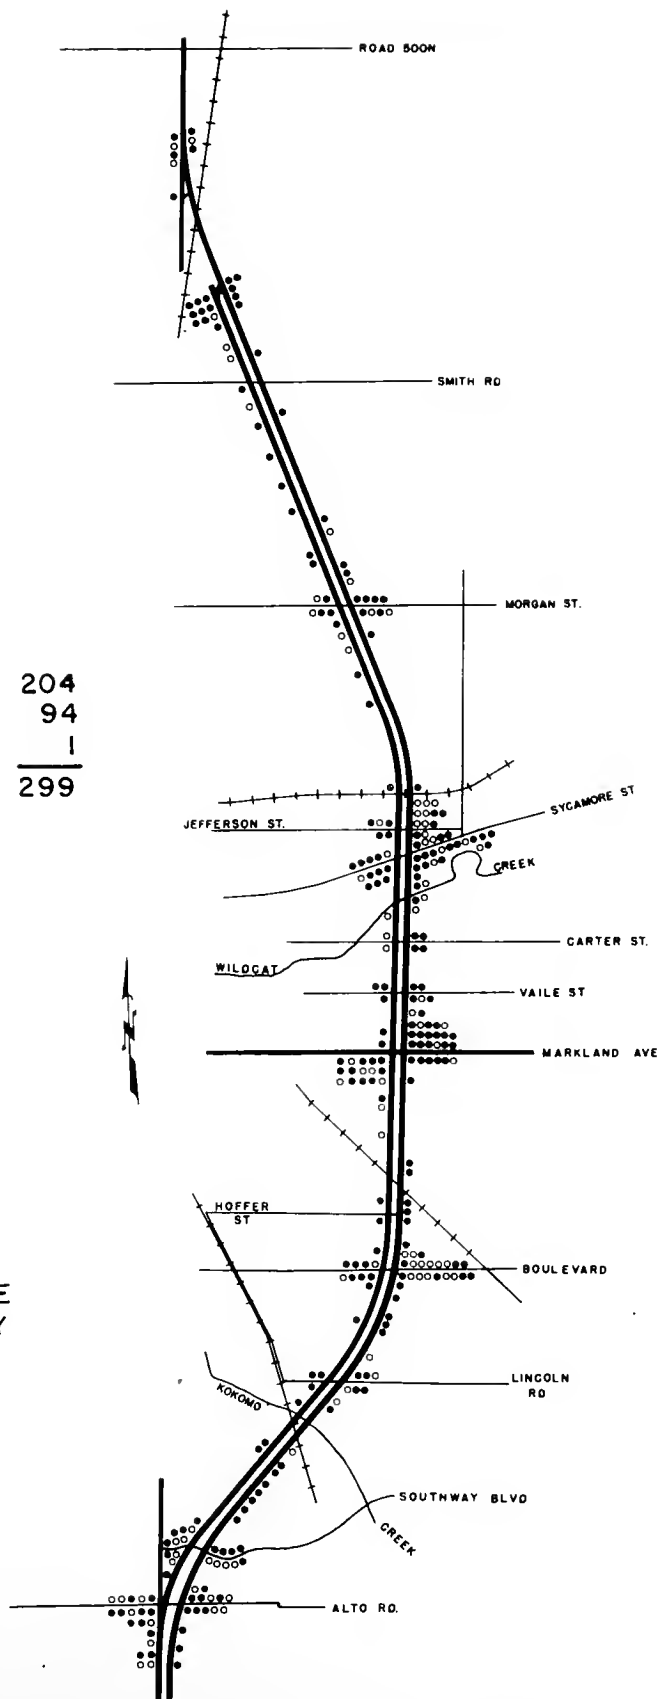 ROAD 500N
SMITH RD
MORGAN ST.
204
94
1
299
SYCAMORE ST
JEFFERSON ST.
CREEK
CARTER ST.
WILDCAT
VAILE ST
N
MARKLAND AVE
HOFFER
ST
BOULEVARD
E
LINCOLN
RD
KOKOMO
SOUTHWAY BLVD
CREEK
ALTO RD.